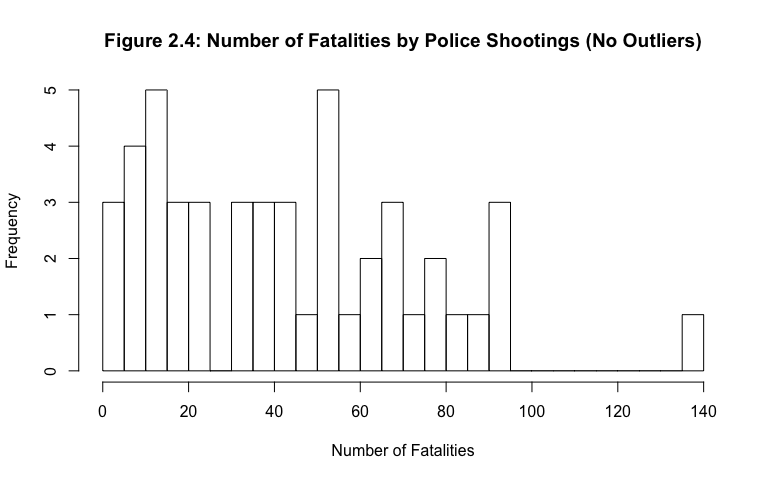 Figure 2.4: Number of Fatalities by Police Shootings (No Outliers)
5
4
3
2
1
0
Frequency
0 20 40 60 80 100 120 140
Number of Fatalities